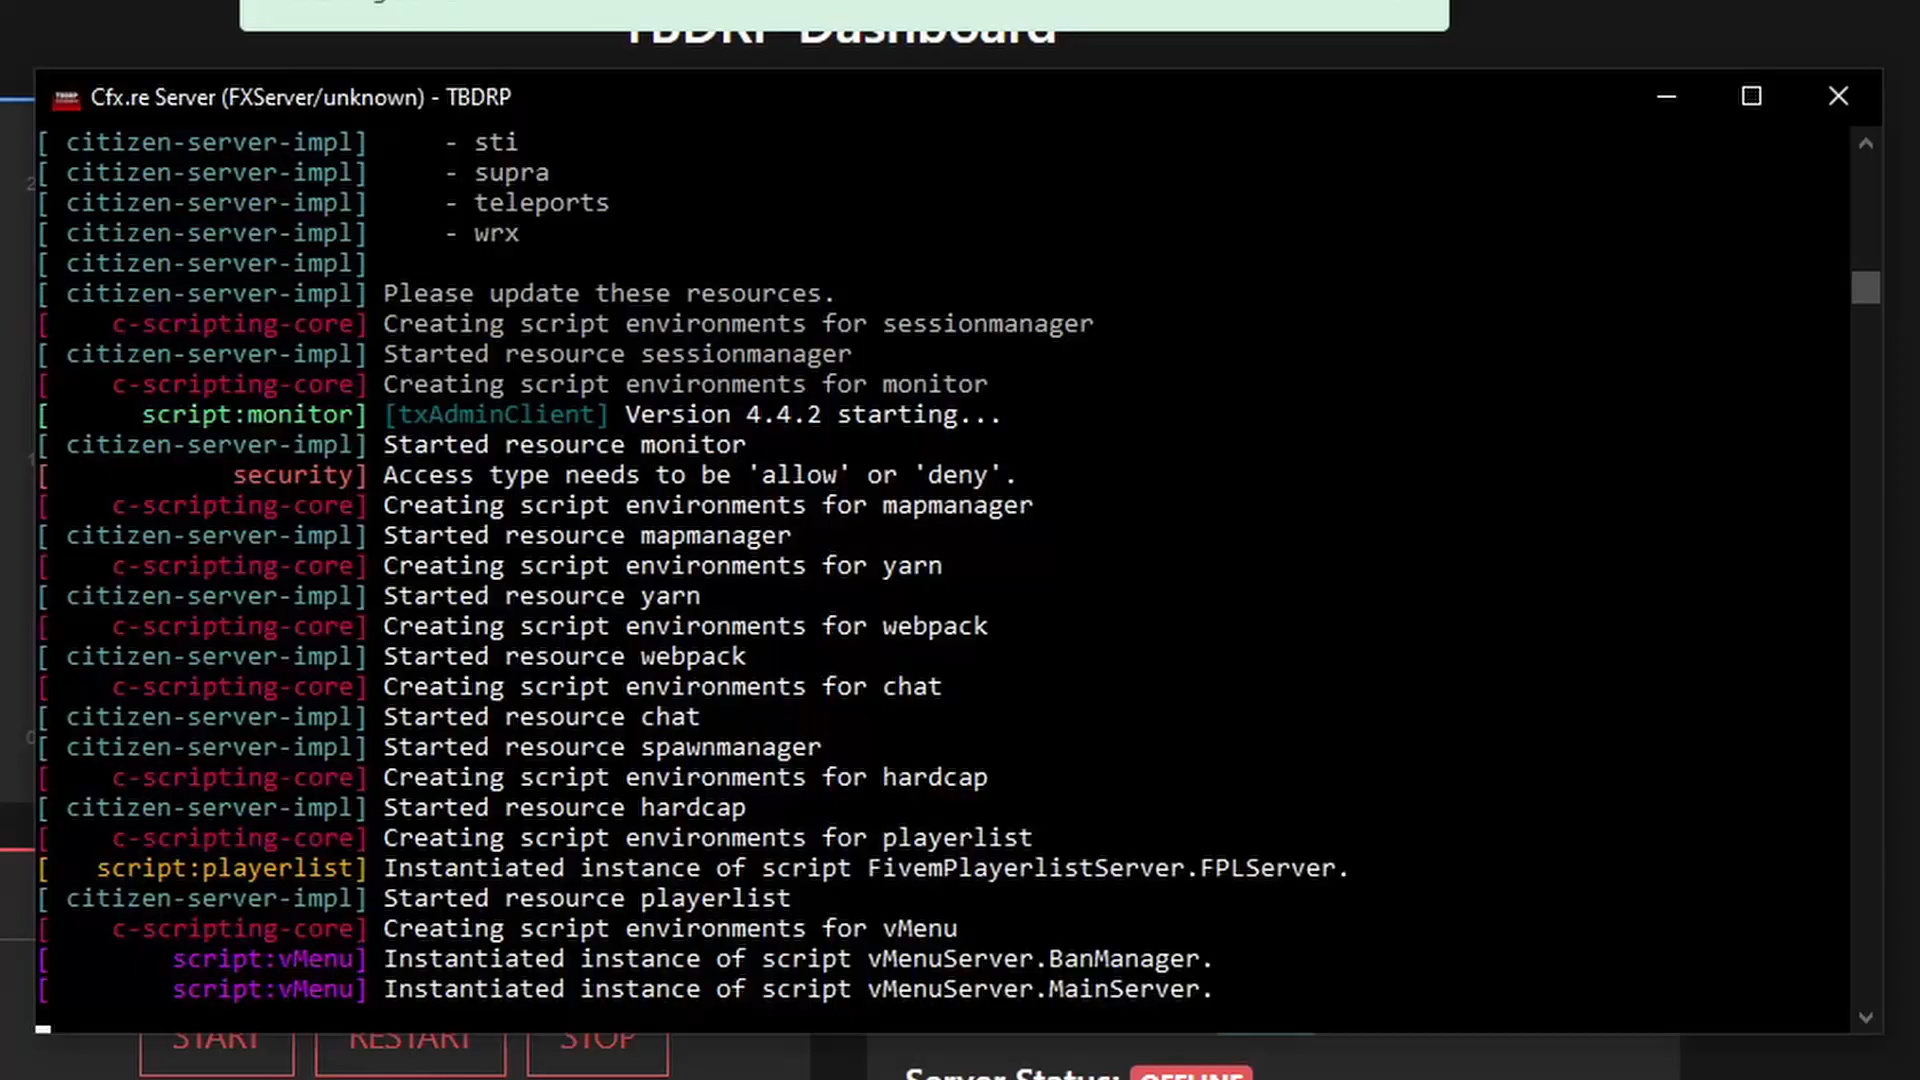 TBDRP Dashboard
Cfx.re Server (FXServer/unknown) - TBDRP
[ citizen-server-impl]     - sti
[ citizen-server-impl]     - supra
[ citizen-server-impl]     - teleports
[ citizen-server-impl]     - wrx
[ citizen-server-impl]
[ citizen-server-impl] Please update these resources.
[    c-scripting-core] Creating script environments for sessionmanager
[ citizen-server-impl] Started resource sessionmanager
[    c-scripting-core] Creating script environments for monitor
[      script:monitor] [txAdminClient] Version 4.4.2 starting...
[ citizen-server-impl] Started resource monitor
[            security] Access type needs to be 'allow' or 'deny'.
[    c-scripting-core] Creating script environments for mapmanager
[ citizen-server-impl] Started resource mapmanager
[    c-scripting-core] Creating script environments for yarn
[ citizen-server-impl] Started resource yarn
[    c-scripting-core] Creating script environments for webpack
[ citizen-server-impl] Started resource webpack
[    c-scripting-core] Creating script environments for chat
[ citizen-server-impl] Started resource chat
[ citizen-server-impl] Started resource spawnmanager
[    c-scripting-core] Creating script environments for hardcap
[ citizen-server-impl] Started resource hardcap
[    c-scripting-core] Creating script environments for playerlist
[   script:playerlist] Instantiated instance of script FivemPlayerlistServer.FPLServer.
[ citizen-server-impl] Started resource playerlist
[    c-scripting-core] Creating script environments for vMenu
[        script:vMenu] Instantiated instance of script vMenuServer.BanManager.
[        script:vMenu] Instantiated instance of script vMenuServer.MainServer.
START RESTART STOP
Server Status: OFFLINE